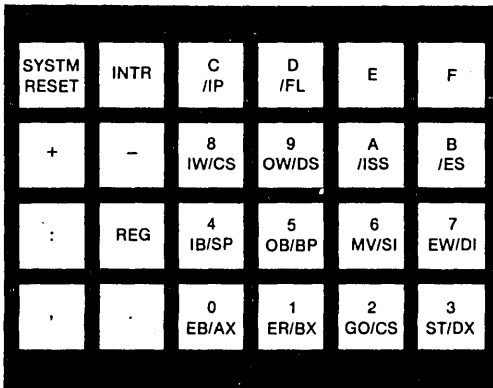 SYSTM RESET INTR C /IP D /FL E F
+ - 8 IW/CS 9 OW/DS A /ISS B /ES
: REG 4 IB/SP 5 OB/BP 6 MV/SI 7 EW/DI
, . 0 EB/AX 1 ER/BX 2 GO/CS 3 ST/DX